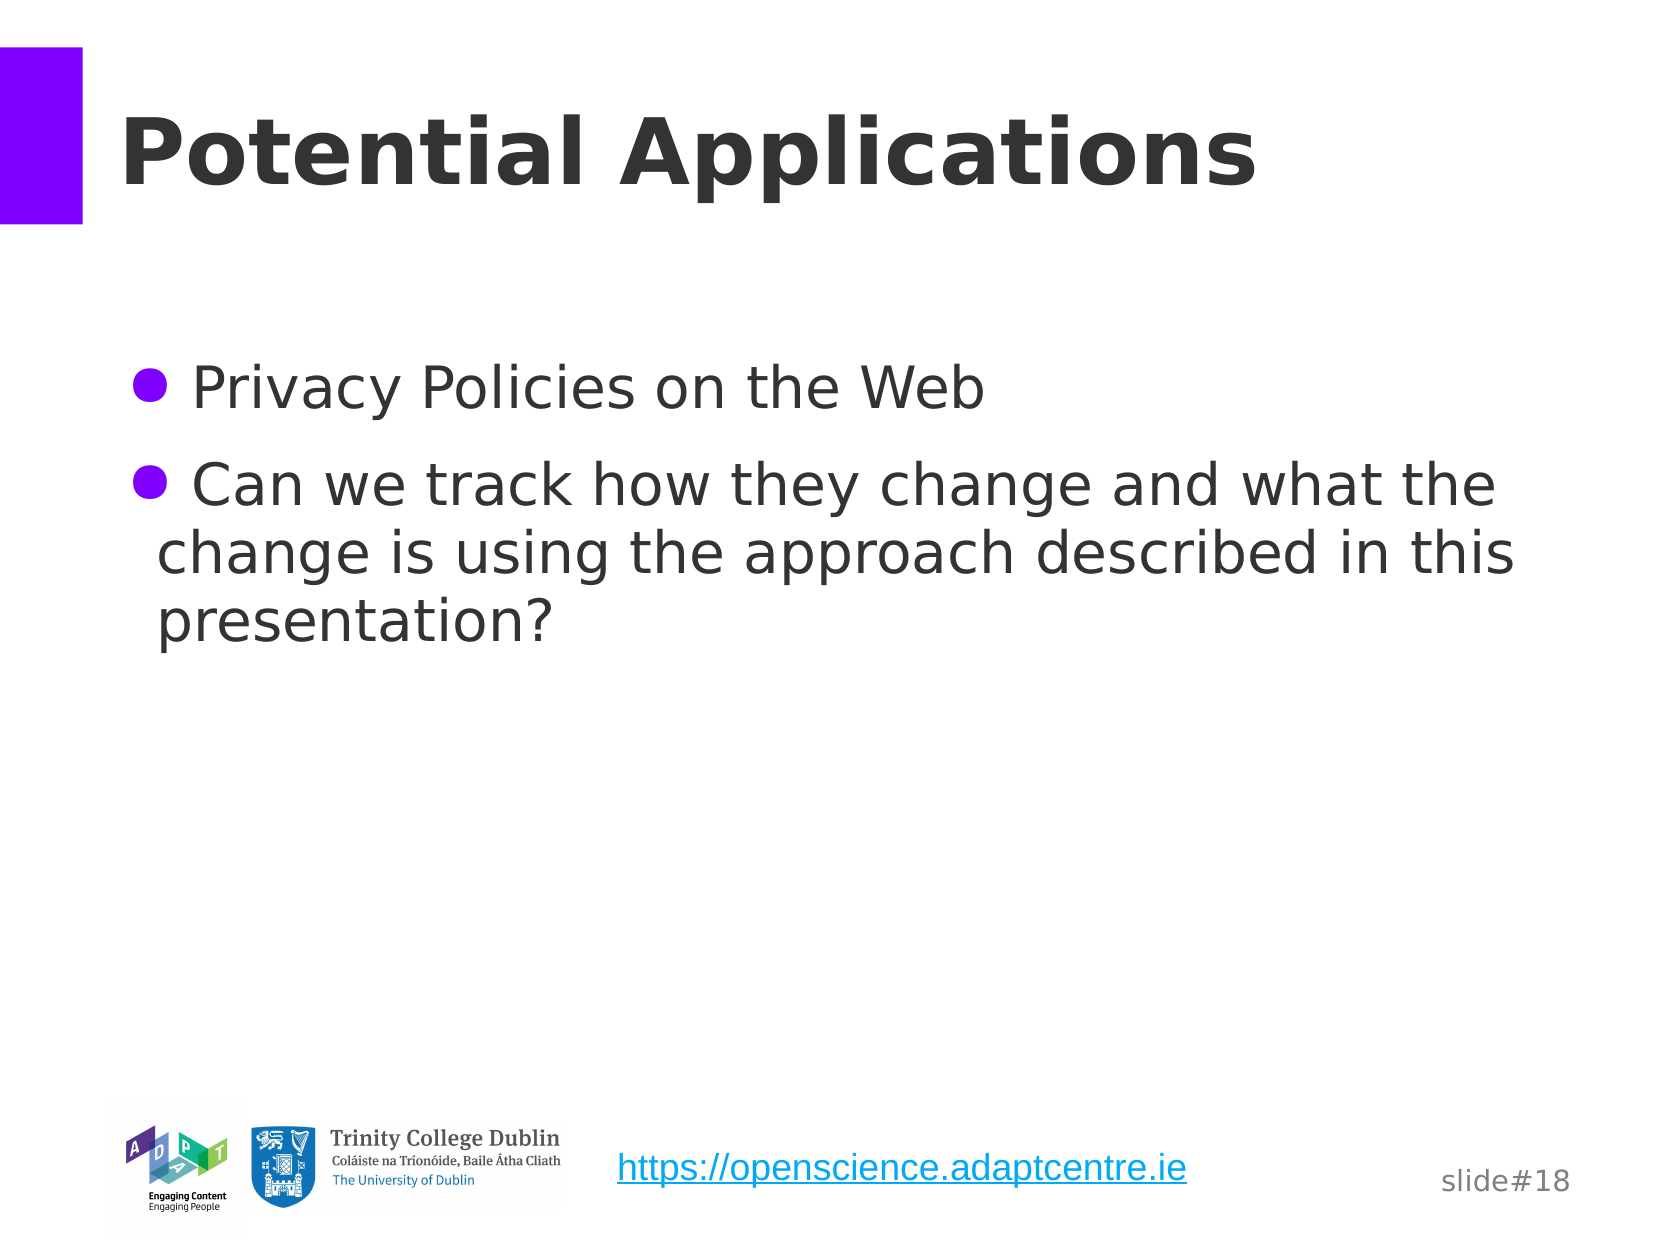 Potential Applications
● Privacy Policies on the Web
● Can we track how they change and what the
change is using the approach described in this
presentation?
A D A P T
Engaging Content
Engaging People
Trinity College Dublin
Coláiste na Tríonóide, Baile Átha Cliath
The University of Dublin
https://openscience.adaptcentre.ie
slide#18